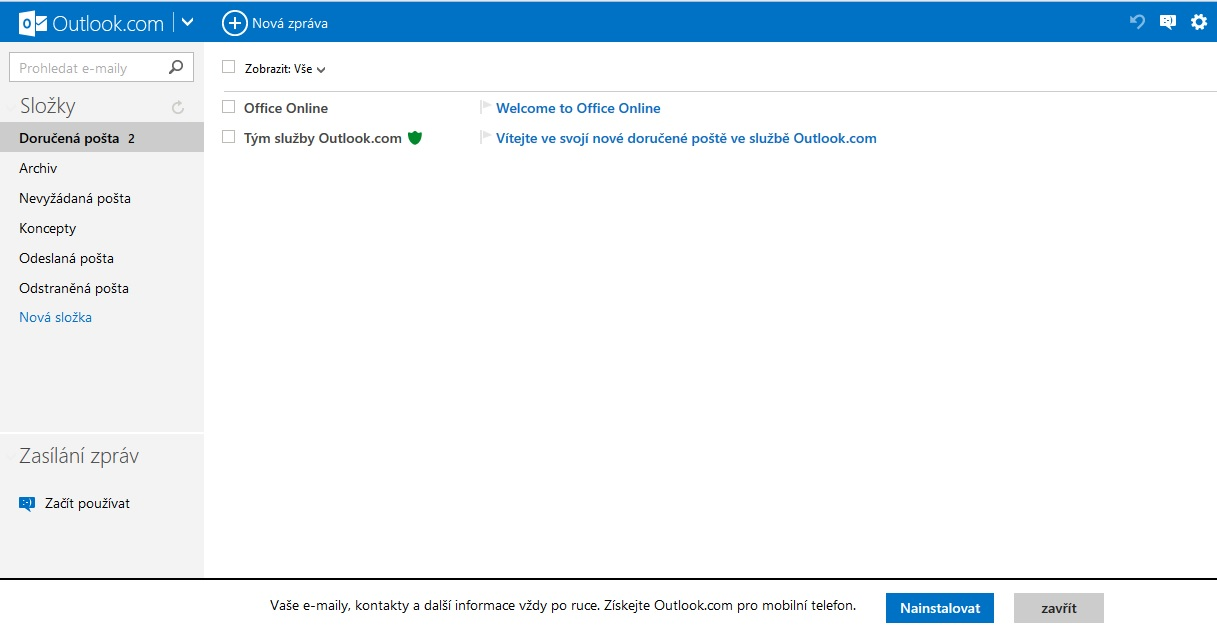 Outlook.com
Nová zpráva
Prohledat e-maily
Složky
Doručená pošta 2
Archiv
Nevyžádaná pošta
Koncepty
Odeslaná pošta
Odstraněná pošta
Nová složka
Zasílání zpráv
Začít používat
Zobrazit: Vše
Office Online Welcome to Office Online
Tým služby Outlook.com Vítejte ve svojí nové doručené poště ve službě Outlook.com
Vaše e-maily, kontakty a další informace vždy po ruce. Získejte Outlook.com pro mobilní telefon. Nainstalovat zavřít